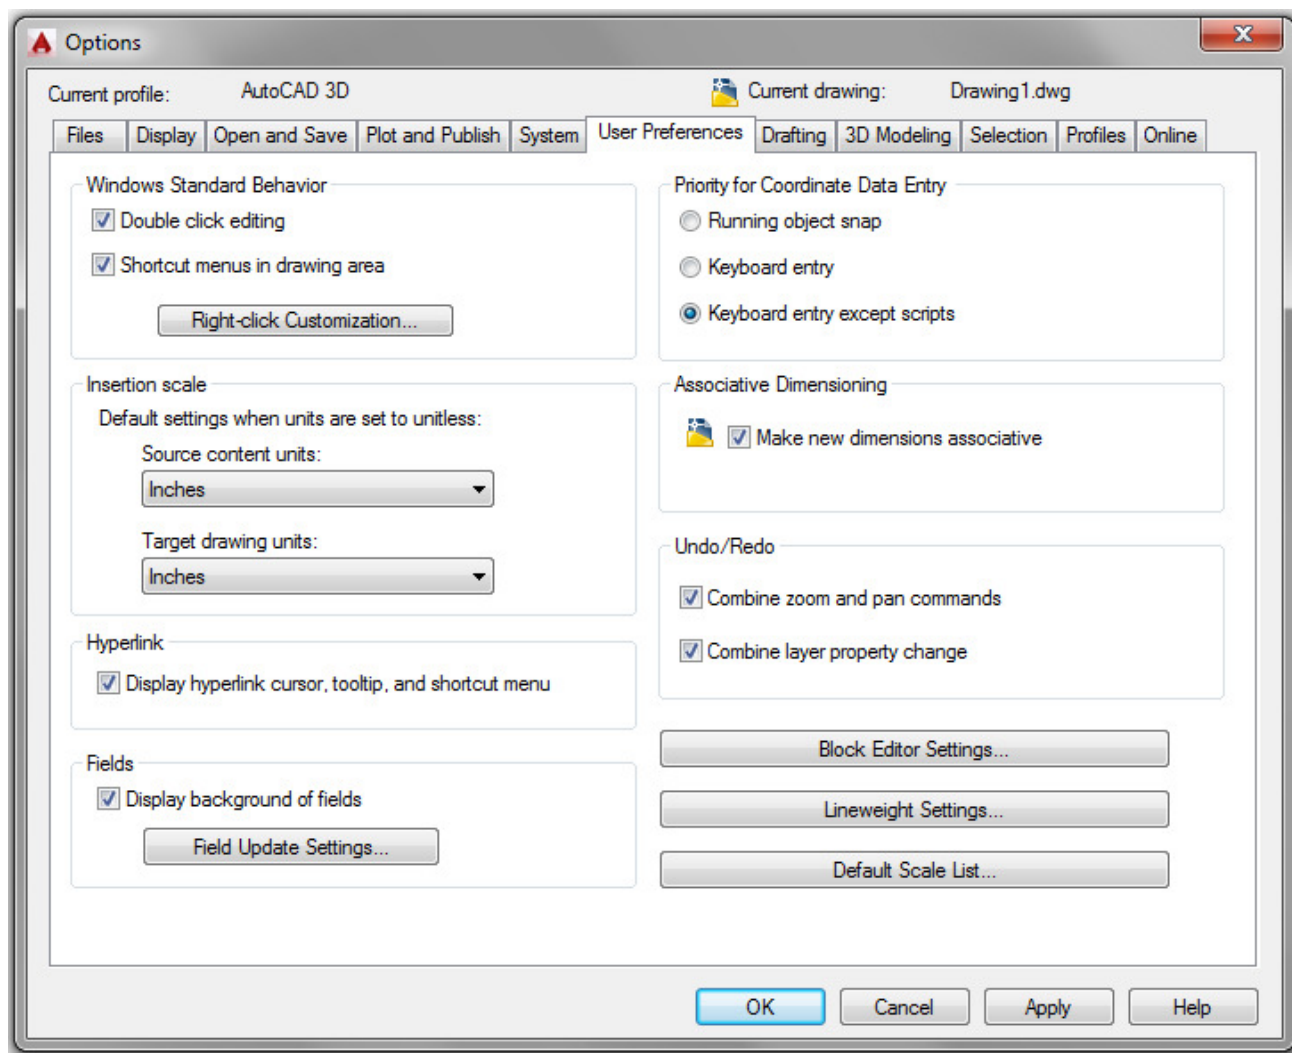 Options
Current profile: AutoCAD 3D Current drawing: Drawing1.dwg
Files Display Open and Save Plot and Publish System User Preferences Drafting 3D Modeling Selection Profiles Online
Windows Standard Behavior
Double click editing
Shortcut menus in drawing area
Right-click Customization...
Insertion scale
Default settings when units are set to unitless:
Source content units:
Inches
Target drawing units:
Inches
Hyperlink
Display hyperlink cursor, tooltip, and shortcut menu
Fields
Display background of fields
Field Update Settings...
Priority for Coordinate Data Entry
Running object snap
Keyboard entry
Keyboard entry except scripts
Associative Dimensioning
Make new dimensions associative
Undo/Redo
Combine zoom and pan commands
Combine layer property change
Block Editor Settings...
Lineweight Settings...
Default Scale List...
OK Cancel Apply Help